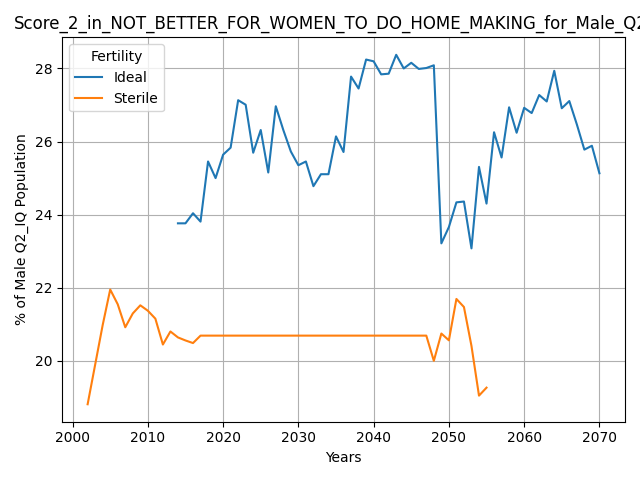 Score_2_in_NOT_BETTER_FOR_WOMEN_TO_DO_HOME_MAKING_for_Male_Q2
Fertility
Ideal
Sterile
% of Male Q2_IQ Population
28
26
24
22
20
2000 2010 2020 2030 2040 2050 2060 2070
Years